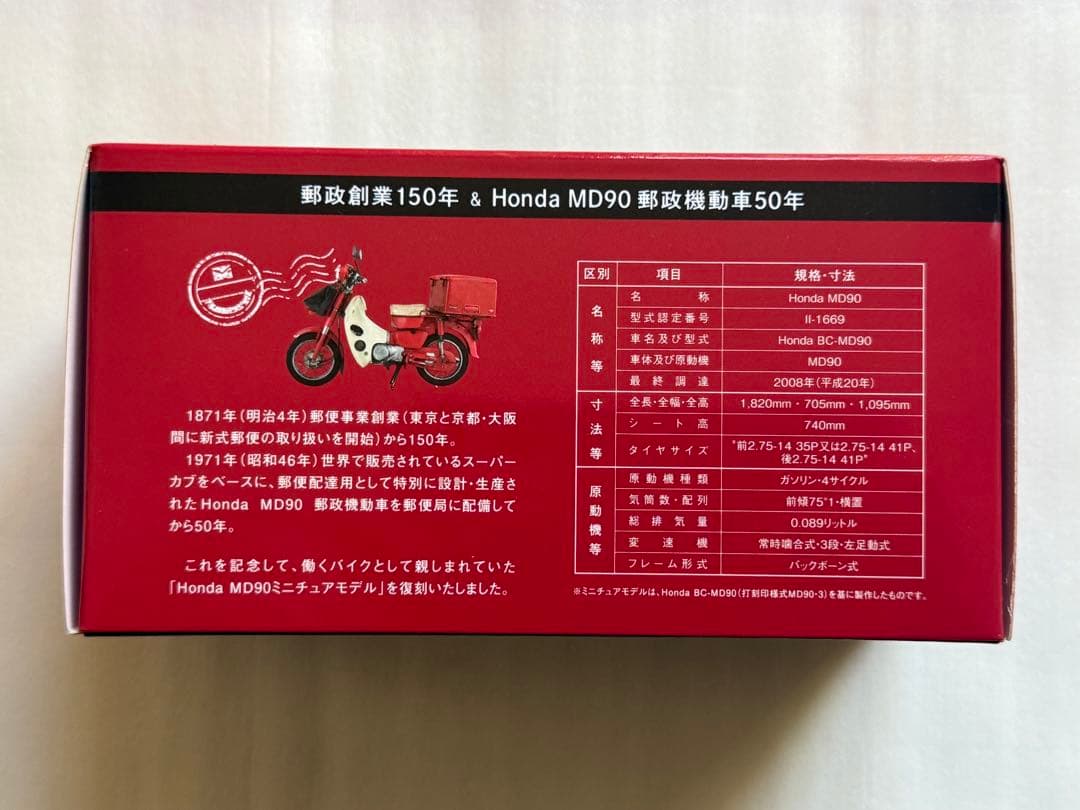 郵政創業150年 & Honda MD90 郵政機動車50年
1871年(明治4年)郵便事業創業(東京と京都・大阪
間に新式郵便の取り扱いを開始)から150年。
1971年(昭和46年)世界で販売されているスーパー
カブをベースに、郵便配達用として特別に設計・生産さ
れたHonda MD90 郵政機動車を郵便局に配備して
から50年。
これを記念して、働くバイクとして親しまれていた
「Honda MD90ミニチュアモデル」を復刻いたしました。
区別 項目 規格・寸法
名称等
名称 Honda MD90
型式認定番号 II-1669
車名及び型式 Honda BC-MD90
車体及び原動機 MD90
最終調達 2008年(平成20年)
寸法等
全長・全幅・全高 1,820mm・705mm・1,095mm
シート高 740mm
タイヤサイズ "前2.75-14 35P又は2.75-14 41P、
後2.75-14 41P"
原動機等
原動機種類 ガソリン・4サイクル
気筒数・配列 前傾75°1・横置
総排気量 0.089リットル
変速機 常時噛合式・3段・左足動式
フレーム形式 バックボーン式
※ミニチュアモデルは、Honda BC-MD90(打刻印様式MD90・3)を基に製作したものです。